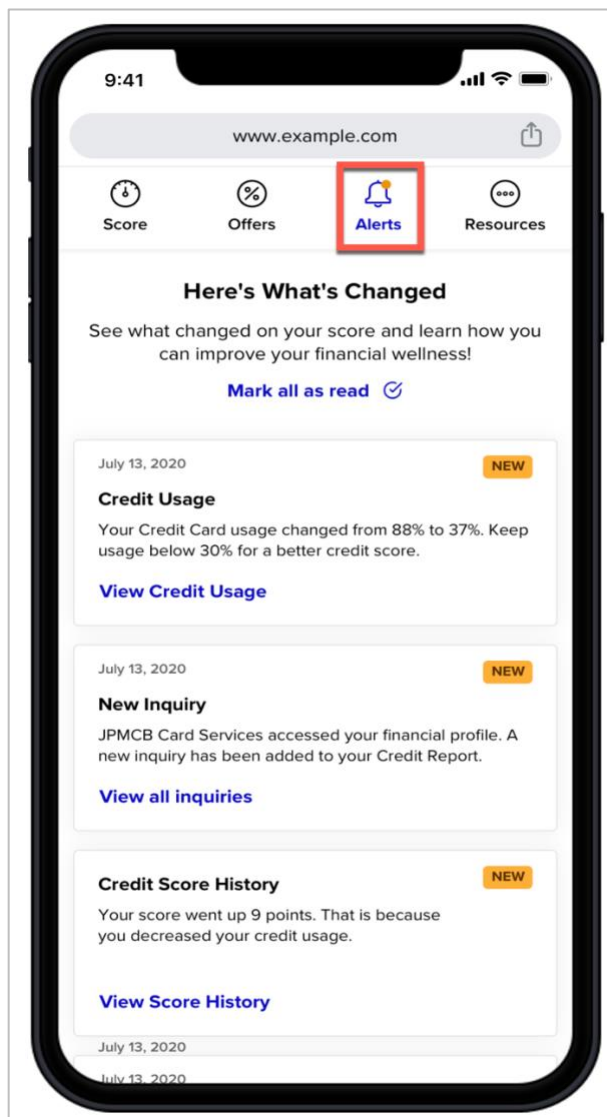 9:41
www.example.com
Score
Offers
Alerts
Resources
Here's What's Changed
See what changed on your score and learn how you
can improve your financial wellness!
Mark all as read
July 13, 2020
NEW
Credit Usage
Your Credit Card usage changed from 88% to 37%. Keep
usage below 30% for a better credit score.
View Credit Usage
July 13, 2020
NEW
New Inquiry
JPMCB Card Services accessed your financial profile. A
new inquiry has been added to your Credit Report.
View all inquiries
Credit Score History
NEW
Your score went up 9 points. That is because
you decreased your credit usage.
View Score History
July 13, 2020
July 13, 2020